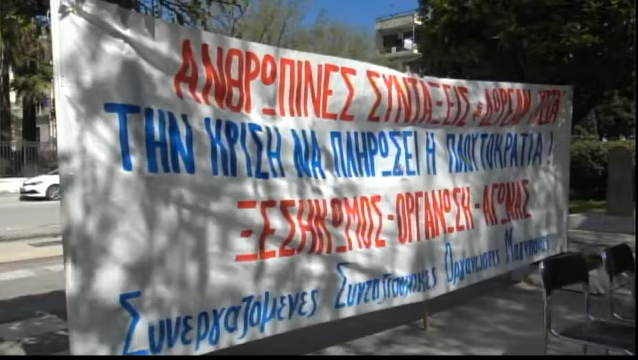 ΑΝΘΡΩΠΙΝΕΣ ΣΥΝΤΑΞΕΙΣ & ΔΩΡΕΑΝ ΥΓΕΙΑ
ΤΗΝ ΚΡΙΣΗ ΝΑ ΠΛΗΡΩΣΕΙ Η ΠΛΟΥΤΟΚΡΑΤΙΑ!
ΞΕΣΗΚΩΜΟΣ-ΟΡΓΑΝΩΣΗ-ΑΓΩΝΑΣ
Συνεργαζόμενες Συνταξιουχικές Οργανώσεις Μαγνησίας